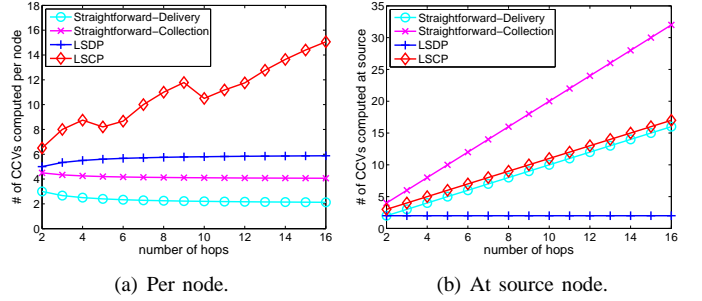 # of CCVs computed per node
18
16
14
12
10
8
6
4
2
0
Straightforward−Delivery
Straightforward−Collection
LSDP
LSCP
2 4 6 8 10 12 14 16
number of hops
(a) Per node.
# of CCVs computed at source
35
30
25
20
15
10
5
0
Straightforward−Delivery
Straightforward−Collection
LSDP
LSCP
2 4 6 8 10 12 14 16
number of hops
(b) At source node.